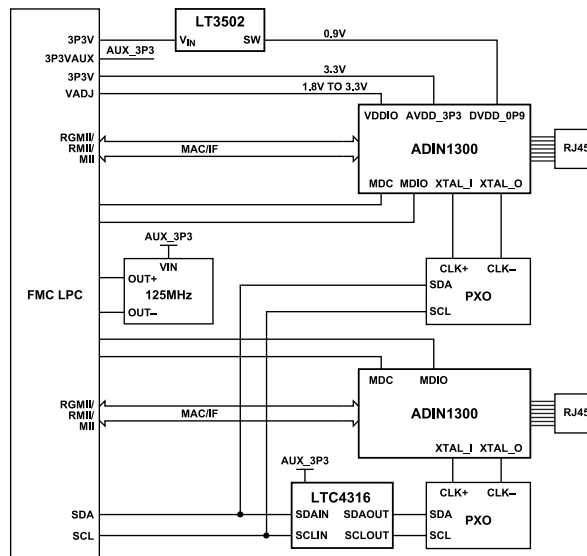 LT3502
3P3V
VIN
SW
0.9V
3P3VAUX
AUX_3P3
3P3V
3.3V
VADJ
1.8V TO 3.3V
VDDIO
AVDD_3P3
DVDD_0P9
RGMII/
RMII/
MII
MAC/IF
ADIN1300
RJ45
MDC
MDIO
XTAL_I
XTAL_O
AUX_3P3
VIN
OUT+
125MHz
OUT–
FMC LPC
CLK+
CLK–
SDA
SCL
PXO
MDC
MDIO
RGMII/
RMII/
MII
MAC/IF
ADIN1300
RJ45
XTAL_I
XTAL_O
AUX_3P3
LTC4316
CLK+
CLK–
SDA
SDAIN
SDAOUT
SDA
PXO
SCL
SCLIN
SCLOUT
SCL